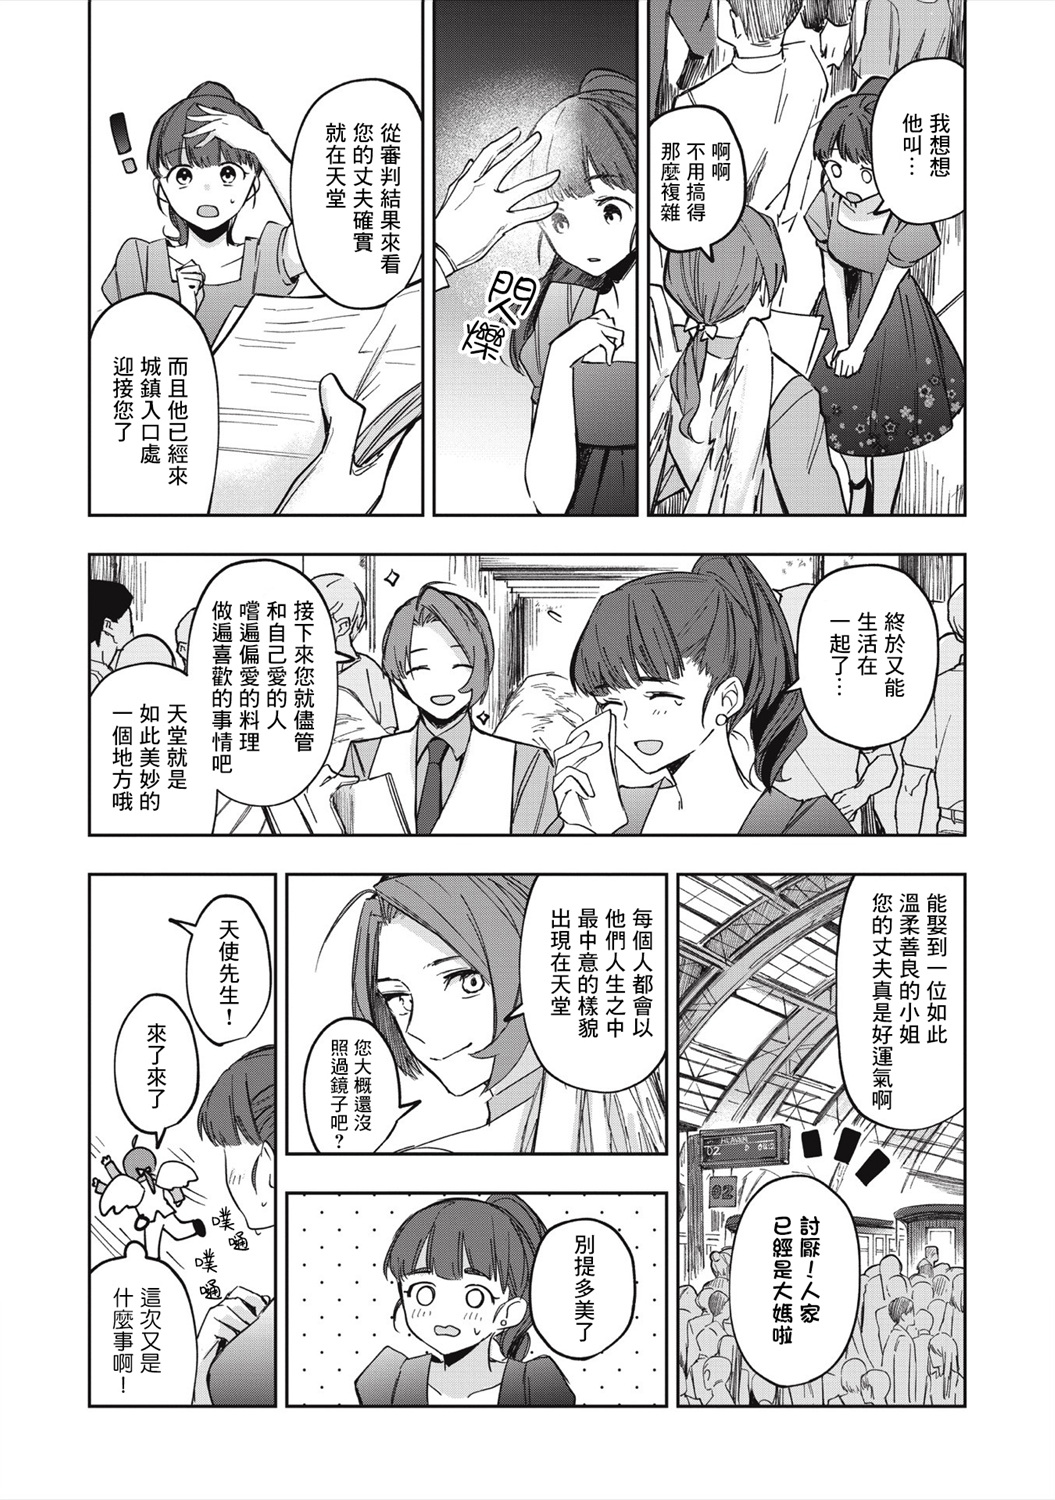 我想想
他叫…
啊啊
不用搞得
那麼複雜
閃爍
從審判結果來看
您的丈夫確實
就在天堂
！
而且他已經來
城鎮入口處
迎接您了
終於又能
生活在
一起了…
接下來您就儘管
和自己愛的人
嚐遍偏愛的料理
做遍喜歡的事情吧
天堂就是
如此美妙的
一個地方哦
能娶到一位如此
溫柔善良的小姐
您的丈夫真是好運氣啊
HEAVEN
02
02
討厭！人家
已經是大媽啦
每個人都會以
他們人生之中
最中意的樣貌
出現在天堂
您大概還沒
照過鏡子吧？
別提多美了
天使先生！
來了來了
噗通
噗通
這次又是
什麼事啊！